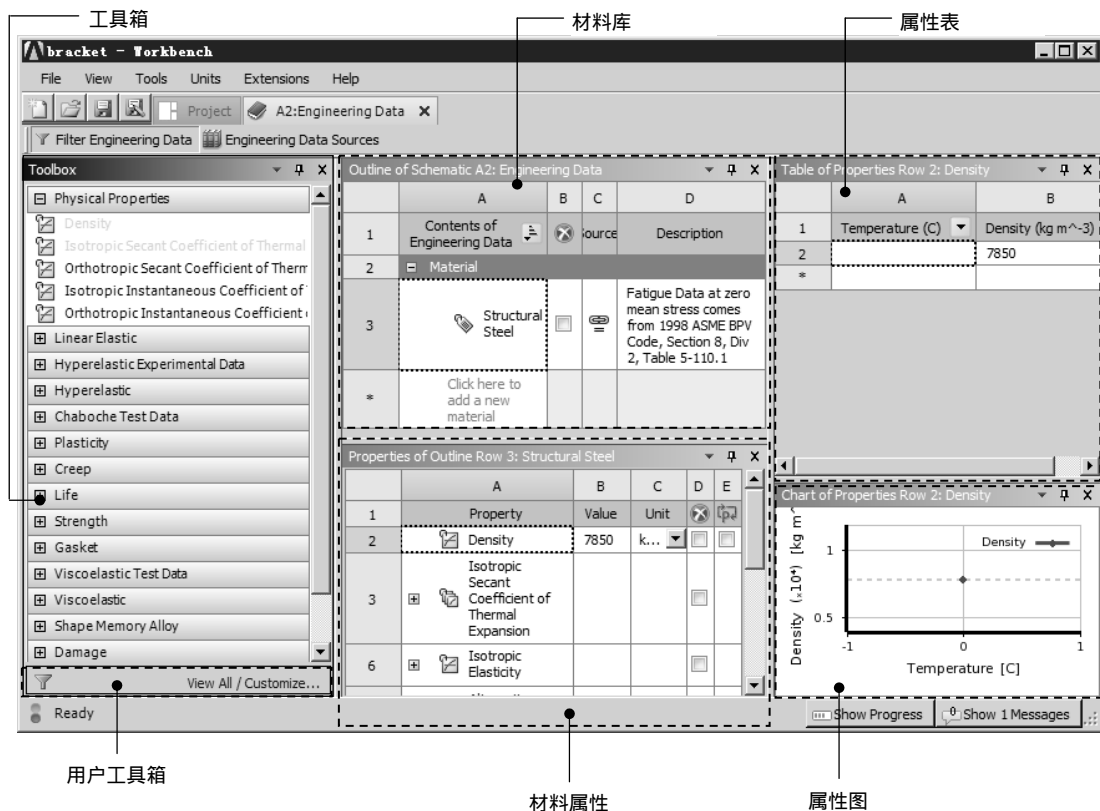 工具箱
材料库
属性表
bracket - Workbench
File View Tools Units Extensions Help
Project A2:Engineering Data
Filter Engineering Data Engineering Data Sources
Toolbox
Physical Properties
Density
Isotropic Secant Coefficient of Thermal
Orthotropic Secant Coefficient of Therm
Isotropic Instantaneous Coefficient of
Orthotropic Instantaneous Coefficient
Linear Elastic
Hyperelastic Experimental Data
Hyperelastic
Chaboche Test Data
Plasticity
Creep
Life
Strength
Gasket
Viscoelastic Test Data
Viscoelastic
Shape Memory Alloy
Damage
View All / Customize...
Ready
Outline of Schematic A2: Engineering Data
A B C D
1 Contents of Engineering Data Source Description
2 Material
3 Structural Steel
Fatigue Data at zero
mean stress comes
from 1998 ASME BPV
Code, Section 8, Div
2, Table 5-110.1
* Click here to
add a new
material
Properties of Outline Row 3: Structural Steel
A B C D E
1 Property Value Unit
2 Density 7850 k...
3 Isotropic
Secant
Coefficient of
Thermal
Expansion
6 Isotropic
Elasticity
Table of Properties Row 2: Density
A B
1 Temperature (C) Density (kg m^-3)
2 7850
*
Chart of Properties Row 2: Density
Density (x10⁴) [kg m^
1
0.5
Density
-1 0 1
Temperature [C]
Show Progress Show 1 Messages
用户工具箱
材料属性
属性图